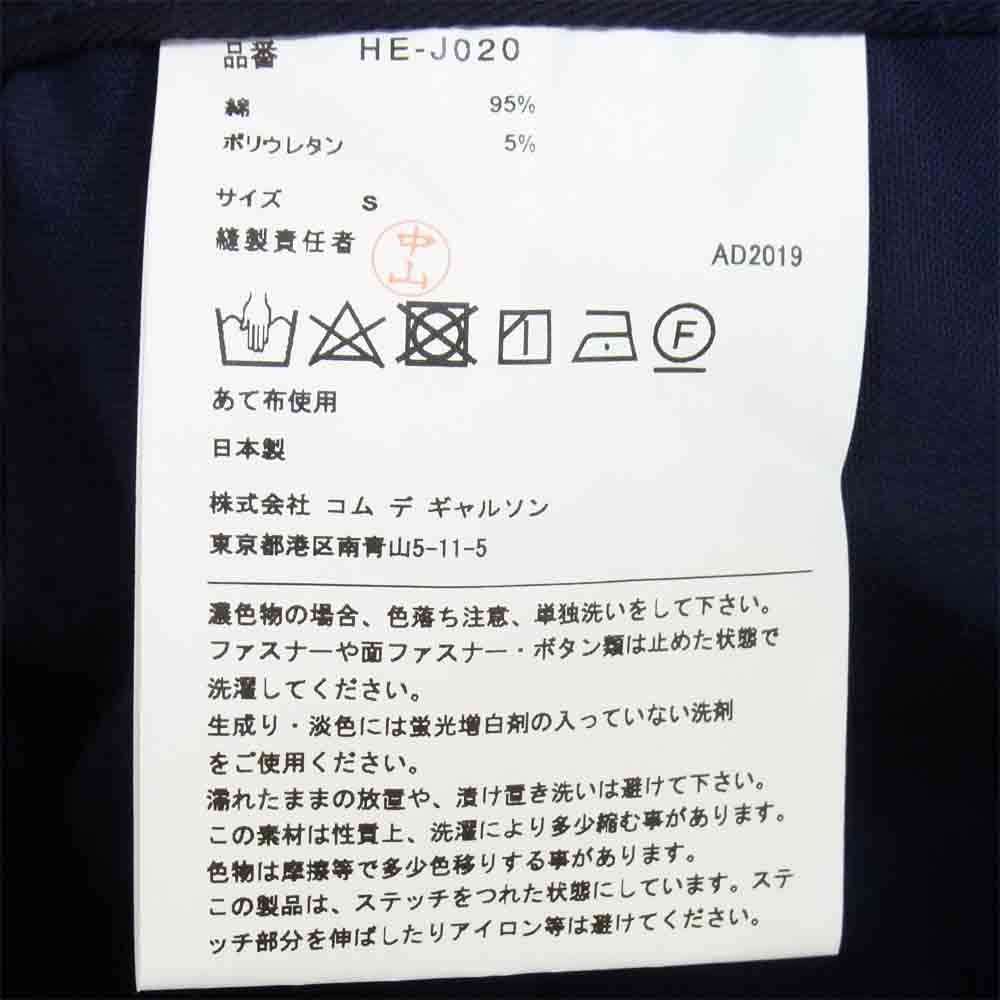 品番 HE-J020
綿 95%
ポリウレタン 5%
サイズ S
縫製責任者 中山
AD2019
F
あて布使用
日本製
株式会社 コム デ ギャルソン
東京都港区南青山5-11-5
濃色物の場合、色落ち注意、単独洗いをして下さい。
ファスナーや面ファスナー・ボタン類は止めた状態で
洗濯してください。
生成り・淡色には蛍光増白剤の入っていない洗剤
をご使用ください。
濡れたままの放置や、漬け置き洗いは避けて下さい。
この素材は性質上、洗濯により多少縮む事があります。
色物は摩擦等で多少色移りする事があります。
この製品は、ステッチをつれた状態にしています。ステ
ッチ部分を伸ばしたりアイロン等は避けてください。